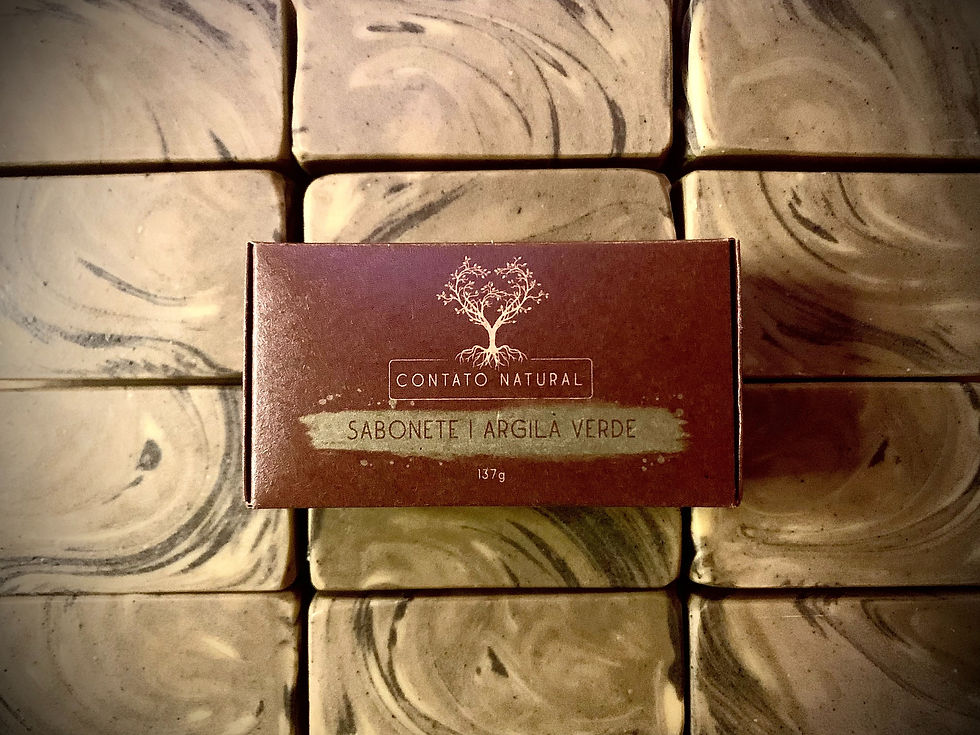 CONTATO NATURAL
SABONETE | ARGILA VERDE
137g